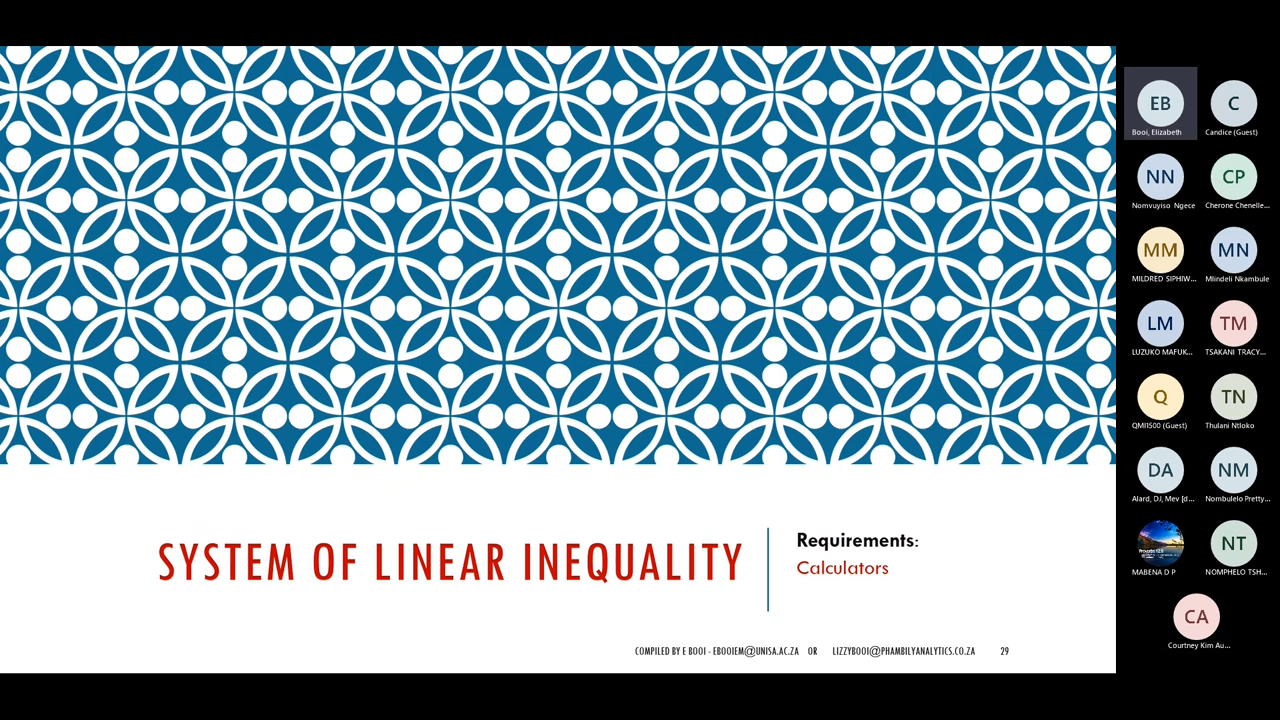 SYSTEM OF LINEAR INEQUALITY
Requirements:
Calculators
COMPILED BY E BOOI - EBOOIEM@UNISA.AC.ZA OR LIZZYBOOI@PHAMBILYANALYTICS.CO.ZA 29
EB C
Booi, Elizabeth Candice (Guest)
NN CP
Nomvuyiso Ngece Cherone Chenelle...
MM MN
MILDRED SIPHIW... Mlindeli Nkambule
LM TM
LUZUKO MAFUK... TSAKANI TRACY...
Q TN
QMI1500 (Guest) Thulani Ntloko
DA NM
Alard, DJ, Mev [d... Nombulelo Pretty...
NT
MABENA D P NOMPHELO TSH...
CA
Courtney Kim Au...